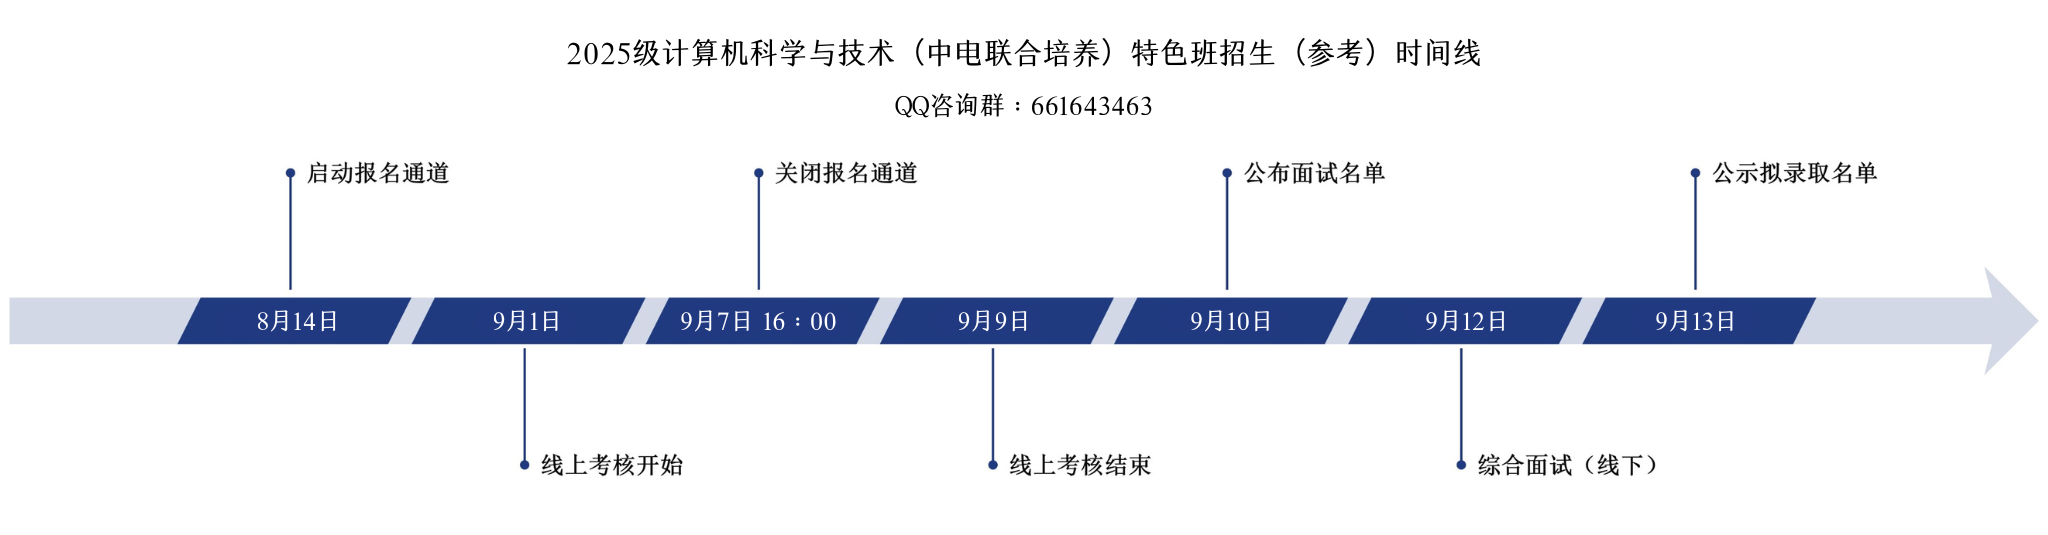 2025级计算机科学与技术（中电联合培养）特色班招生（参考）时间线
QQ咨询群：661643463
启动报名通道
关闭报名通道
公布面试名单
公示拟录取名单
8月14日
9月1日
9月7日 16：00
9月9日
9月10日
9月12日
9月13日
线上考核开始
线上考核结束
综合面试（线下）